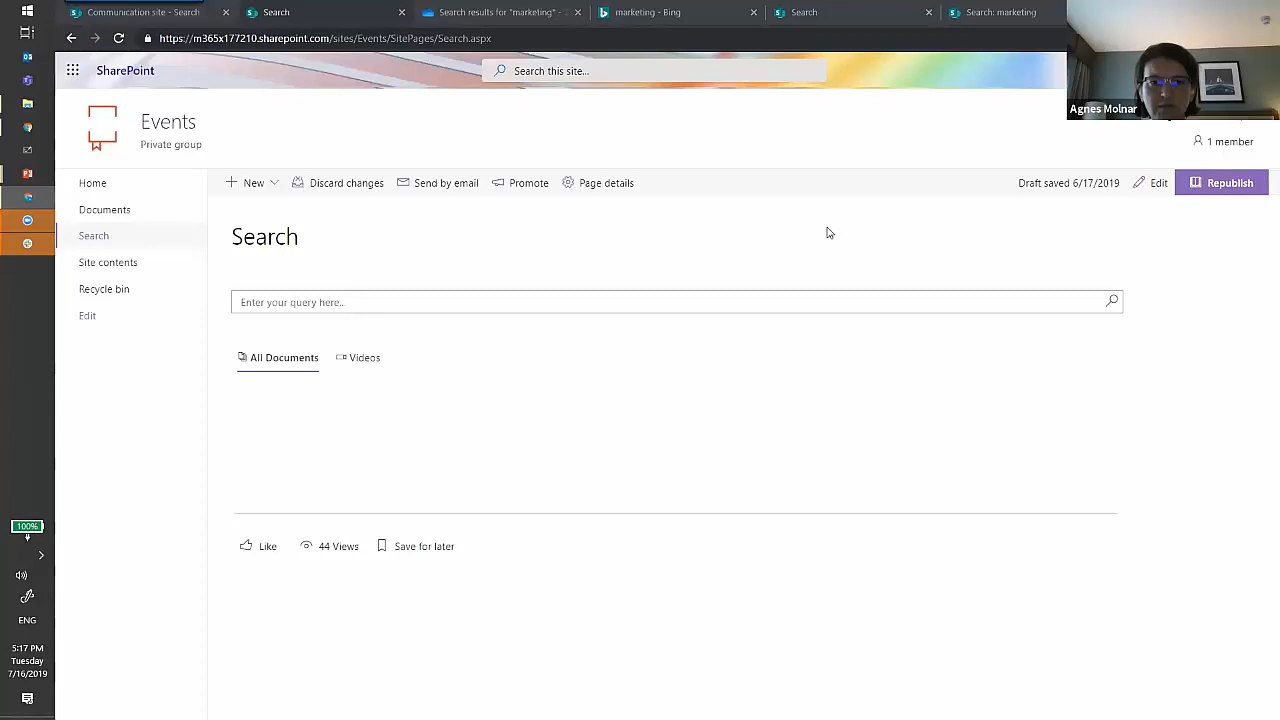 Communication site - Search
Search
Search results for "marketing" -
marketing - Bing
Search
Search: marketing
https://m365x177210.sharepoint.com/sites/Events/SitePages/Search.aspx
SharePoint
Search this site...
Agnes Molnar
Events
Private group
1 member
Home
Documents
Search
Site contents
Recycle bin
Edit
New
Discard changes
Send by email
Promote
Page details
Draft saved 6/17/2019
Edit
Republish
Search
Enter your query here...
All Documents
Videos
Like
44 Views
Save for later
100%
ENG
5:17 PM
Tuesday
7/16/2019